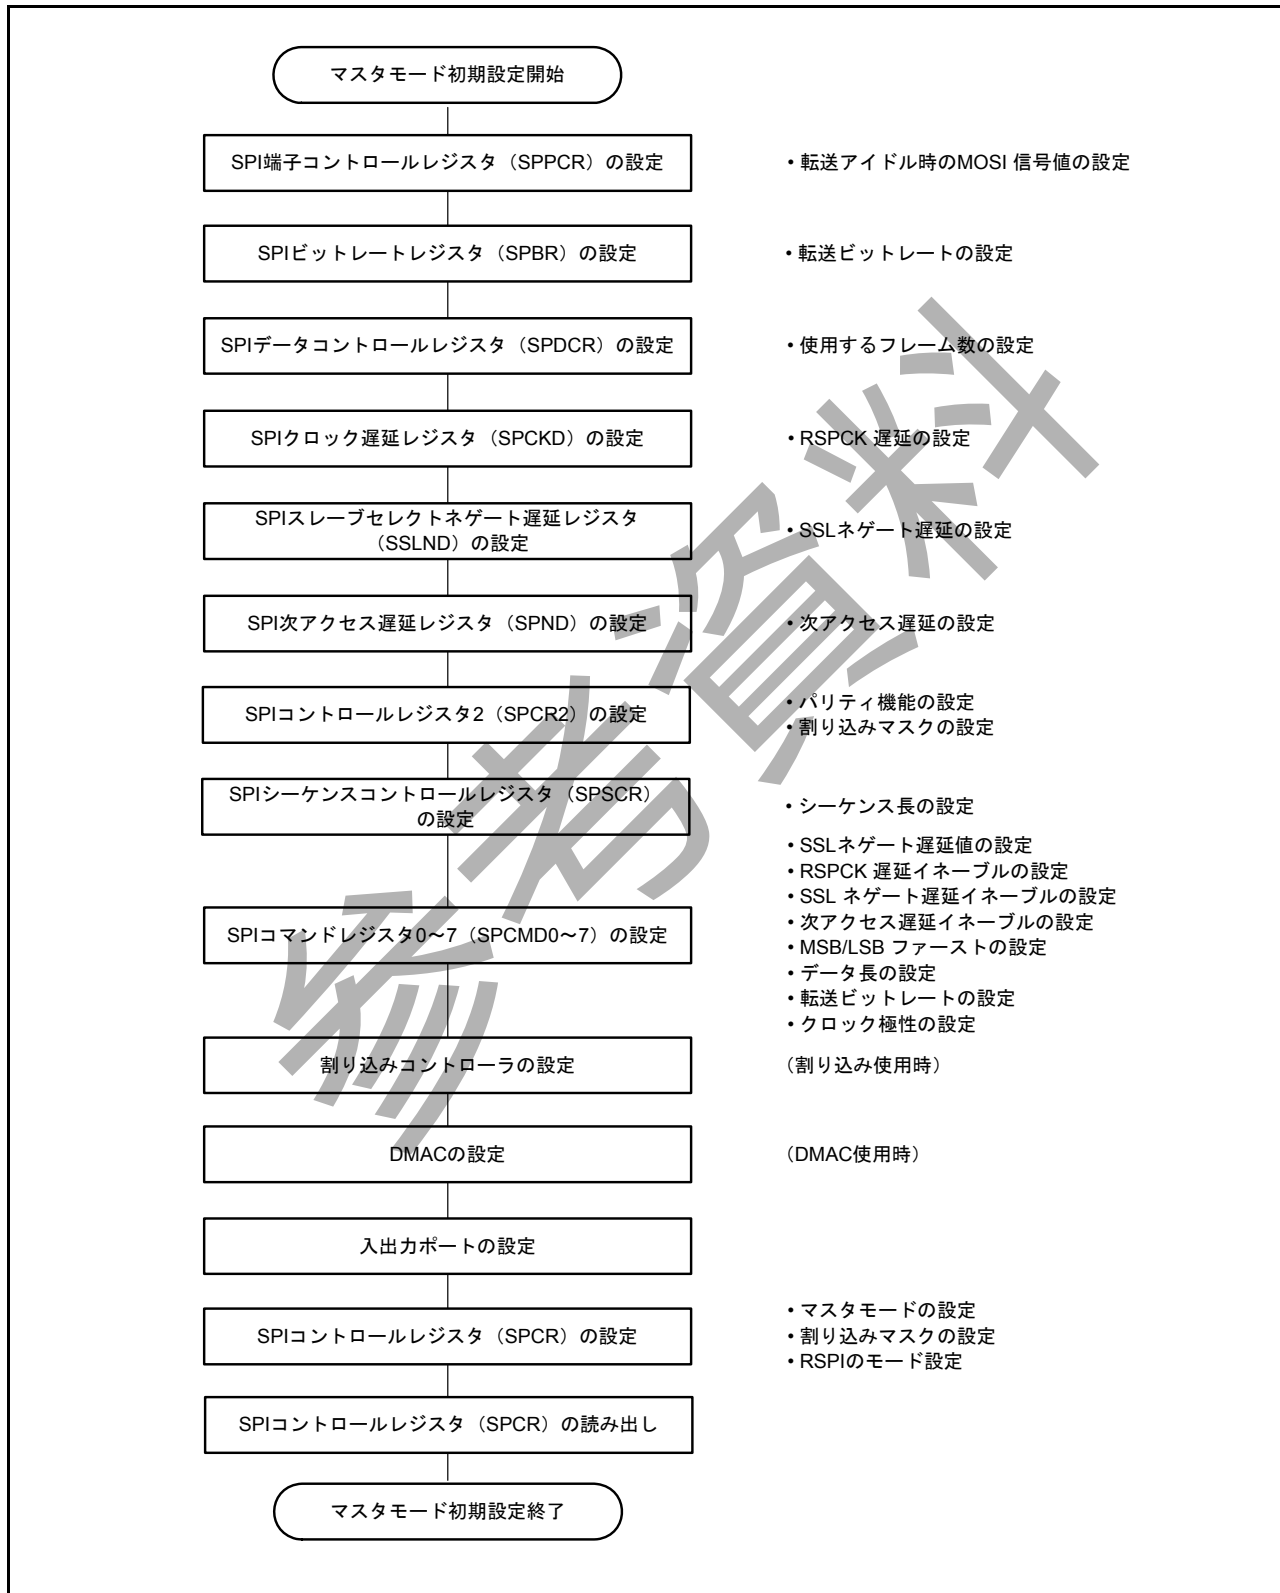 マスタモード初期設定開始
SPI端子コントロールレジスタ（SPPCR）の設定
• 転送アイドル時のMOSI 信号値の設定
SPIビットレートレジスタ（SPBR）の設定
• 転送ビットレートの設定
SPIデータコントロールレジスタ（SPDCR）の設定
• 使用するフレーム数の設定
SPIクロック遅延レジスタ（SPCKD）の設定
• RSPCK 遅延の設定
SPIスレーブセレクトネゲート遅延レジスタ
（SSLND）の設定
• SSLネゲート遅延の設定
SPI次アクセス遅延レジスタ（SPND）の設定
• 次アクセス遅延の設定
SPIコントロールレジスタ2（SPCR2）の設定
• パリティ機能の設定
• 割り込みマスクの設定
SPIシーケンスコントロールレジスタ（SPSCR）
の設定
• シーケンス長の設定
SPIコマンドレジスタ0～7（SPCMD0～7）の設定
• SSLネゲート遅延値の設定
• RSPCK 遅延イネーブルの設定
• SSL ネゲート遅延イネーブルの設定
• 次アクセス遅延イネーブルの設定
• MSB/LSB ファーストの設定
• データ長の設定
• 転送ビットレートの設定
• クロック極性の設定
割り込みコントローラの設定
（割り込み使用時）
DMACの設定
（DMAC使用時）
入出力ポートの設定
SPIコントロールレジスタ（SPCR）の設定
• マスタモードの設定
• 割り込みマスクの設定
• RSPIのモード設定
SPIコントロールレジスタ（SPCR）の読み出し
マスタモード初期設定終了
参考資料